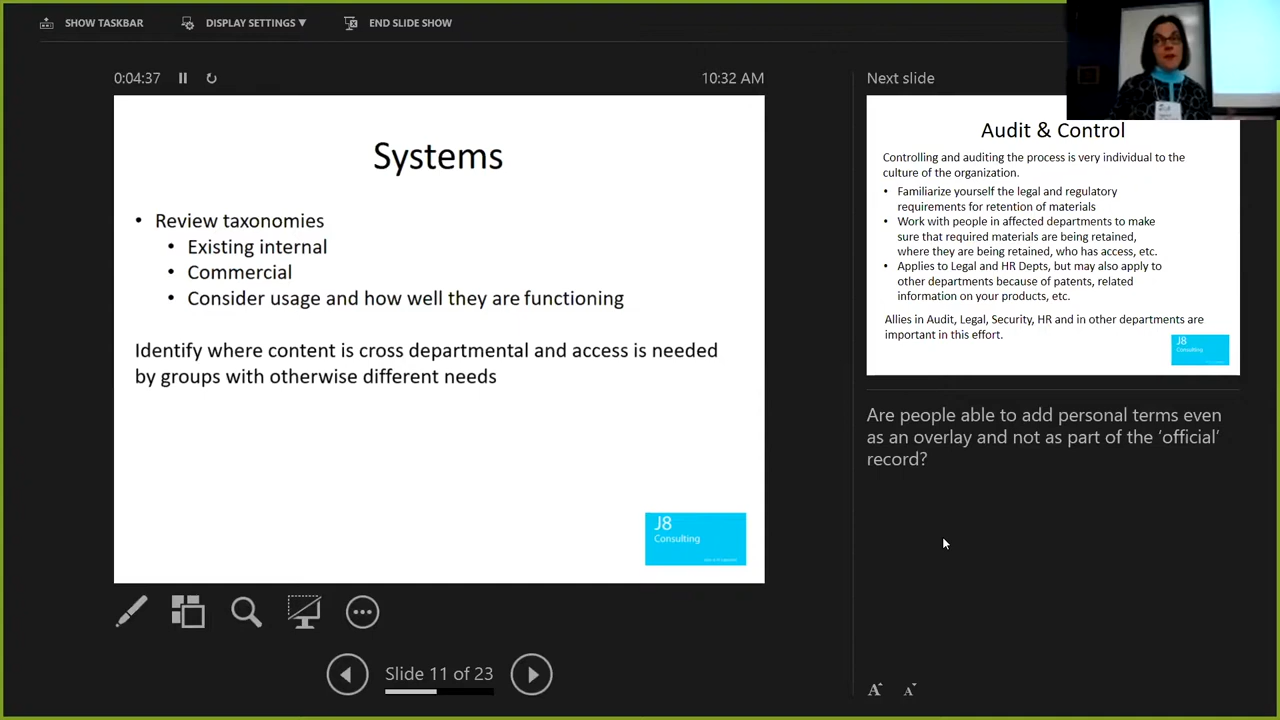 SHOW TASKBAR
DISPLAY SETTINGS ▼
END SLIDE SHOW
0:04:37
10:32 AM
Systems
• Review taxonomies
• Existing internal
• Commercial
• Consider usage and how well they are functioning
Identify where content is cross departmental and access is needed
by groups with otherwise different needs
J8
Consulting
Slide 11 of 23
Next slide
Audit & Control
Controlling and auditing the process is very individual to the
culture of the organization.
• Familiarize yourself the legal and regulatory
requirements for retention of materials
• Work with people in affected departments to make
sure that required materials are being retained,
where they are being retained, who has access, etc.
• Applies to Legal and HR Depts, but may also apply to
other departments because of patents, related
information on your products, etc.
Allies in Audit, Legal, Security, HR and in other departments are
important in this effort.
J8
Consulting
Are people able to add personal terms even
as an overlay and not as part of the ‘official’
record?
A
A